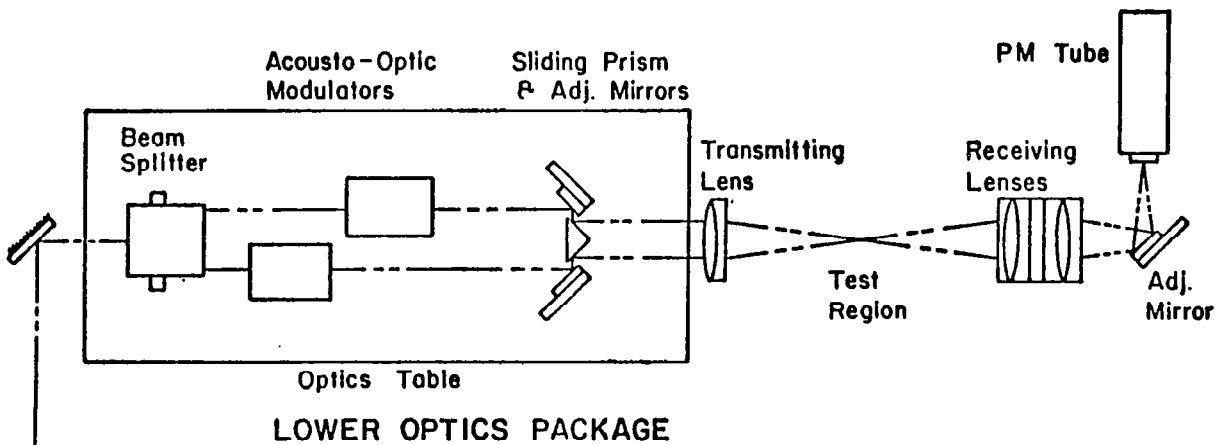 PM Tube
Acousto-Optic
Modulators
Sliding Prism
& Adj. Mirrors
Beam
Splitter
Transmitting
Lens
Receiving
Lenses
Test
Region
Adj.
Mirror
Optics Table
LOWER OPTICS PACKAGE